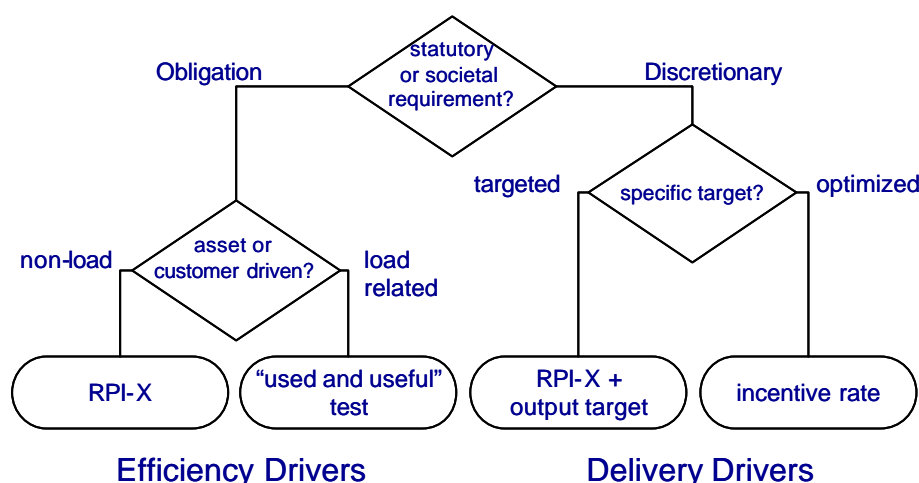 statutory
or societal
requirement?
Obligation
Discretionary
targeted
specific target?
optimized
non-load
asset or
customer driven?
load
related
RPI-X
“used and useful”
test
RPI-X +
output target
incentive rate
Efficiency Drivers
Delivery Drivers